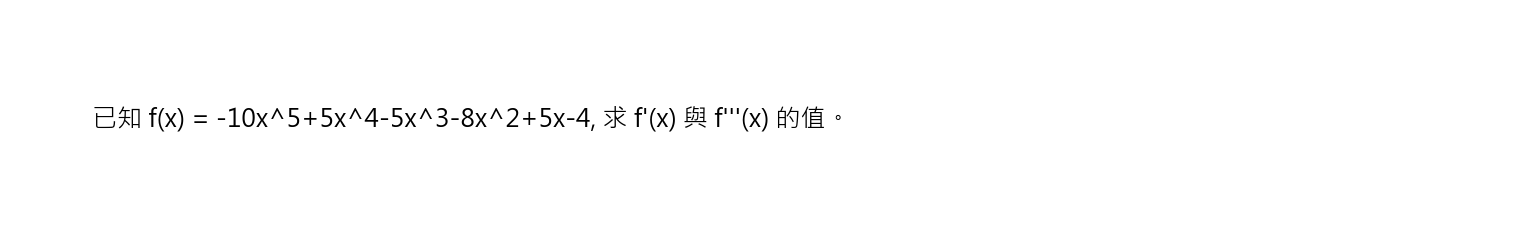 已知 f(x) = -10x^5+5x^4-5x^3-8x^2+5x-4, 求 f'(x) 與 f'''(x) 的值。